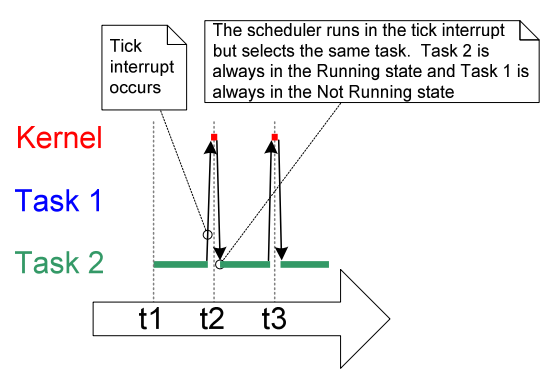 Tick
interrupt
occurs
The scheduler runs in the tick interrupt
but selects the same task.  Task 2 is
always in the Running state and Task 1 is
always in the Not Running state
Kernel
Task 1
Task 2
t1 t2 t3